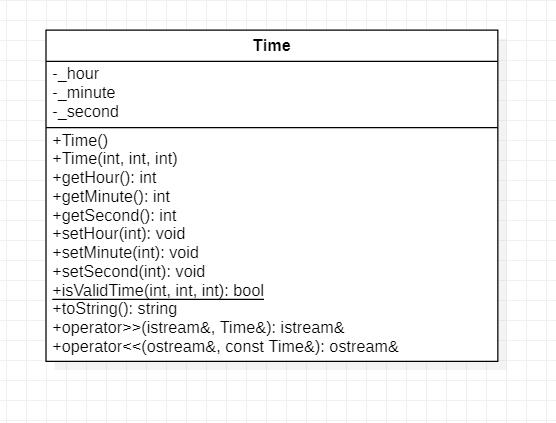 Time
-_hour
-_minute
-_second
+Time()
+Time(int, int, int)
+getHour(): int
+getMinute(): int
+getSecond(): int
+setHour(int): void
+setMinute(int): void
+setSecond(int): void
+isValidTime(int, int, int): bool
+toString(): string
+operator>>(istream&, Time&): istream&
+operator<<(ostream&, const Time&): ostream&